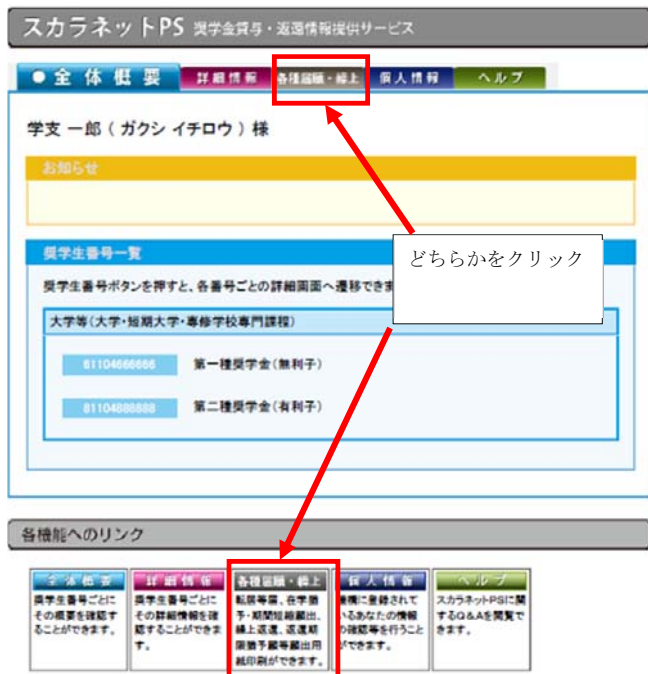 スカラネットPS 奨学金貸与・返還情報提供サービス
●全体概要 詳細情報 各種届願・繰上 個人情報 ヘルプ
学支 一郎 ( ガクシ イチロウ ) 様
お知らせ
奨学生番号一覧
どちらかをクリック
奨学生番号ボタンを押すと、各番号ごとの詳細画面へ遷移でき
大学等(大学・短期大学・専修学校専門課程)
61104666666 第一種奨学金(無利子)
81104888888 第二種奨学金(有利子)
各機能へのリンク
全体概要
奨学生番号ごとに
その概要を確認す
ることができます。
詳細情報
奨学生番号ごとに
その詳細情報を確
認することができま
す。
各種届願・繰上
転居等届、在学猶
予・期間短縮願出、
繰上返還、返還期
限猶予願等願出用
紙印刷ができます。
個人情報
機構に登録されて
いるあなたの情報
の確認等を行うこと
ができます。
ヘルプ
スカラネットPSに関
するQ&Aを閲覧で
きます。